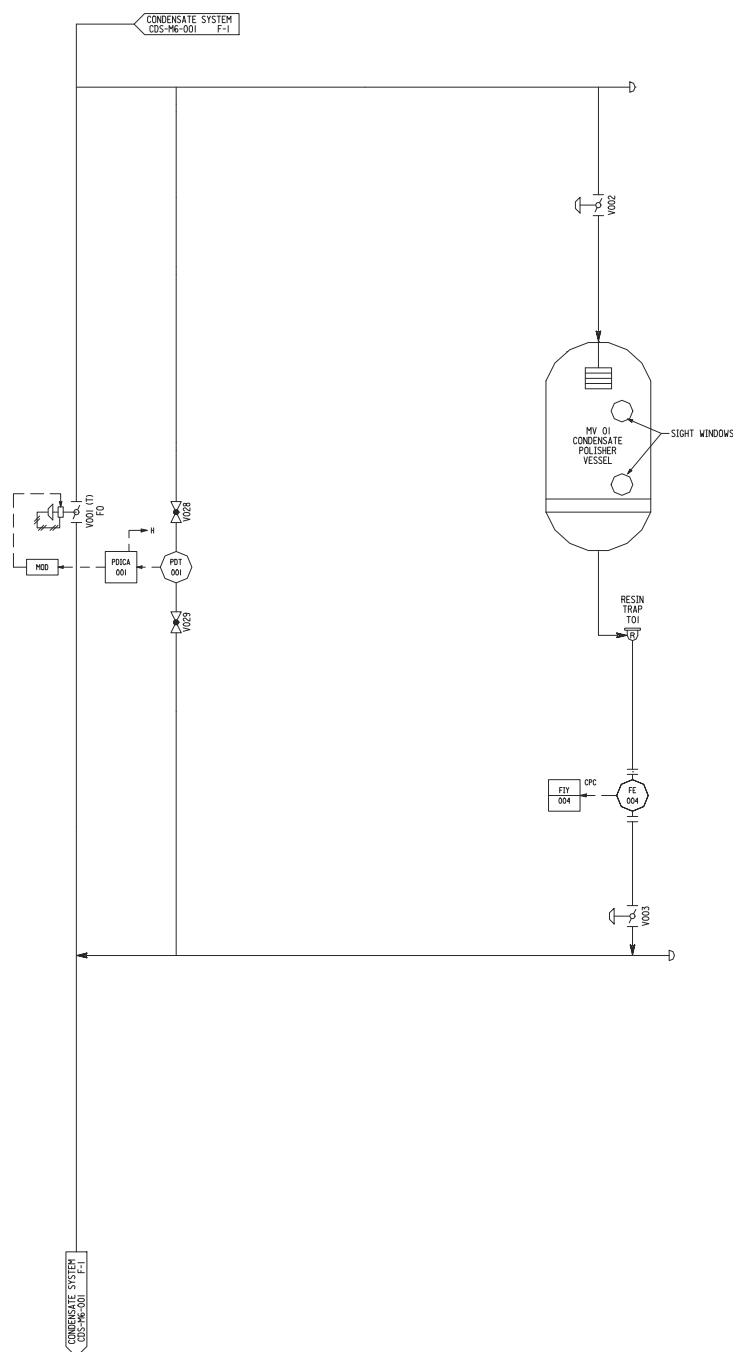 CONDENSATE SYSTEM
CDS-M6-001 F-1
V002
MV 01
CONDENSATE
POLISHER
VESSEL
SIGHT WINDOWS
V001 (T)
FO
V028
H
MOD
PDICA
001
PDT
001
V029
RESIN
TRAP
T01
R
CPC
FIY
004
FE
004
V003
CONDENSATE SYSTEM
CDS-M6-001 F-1